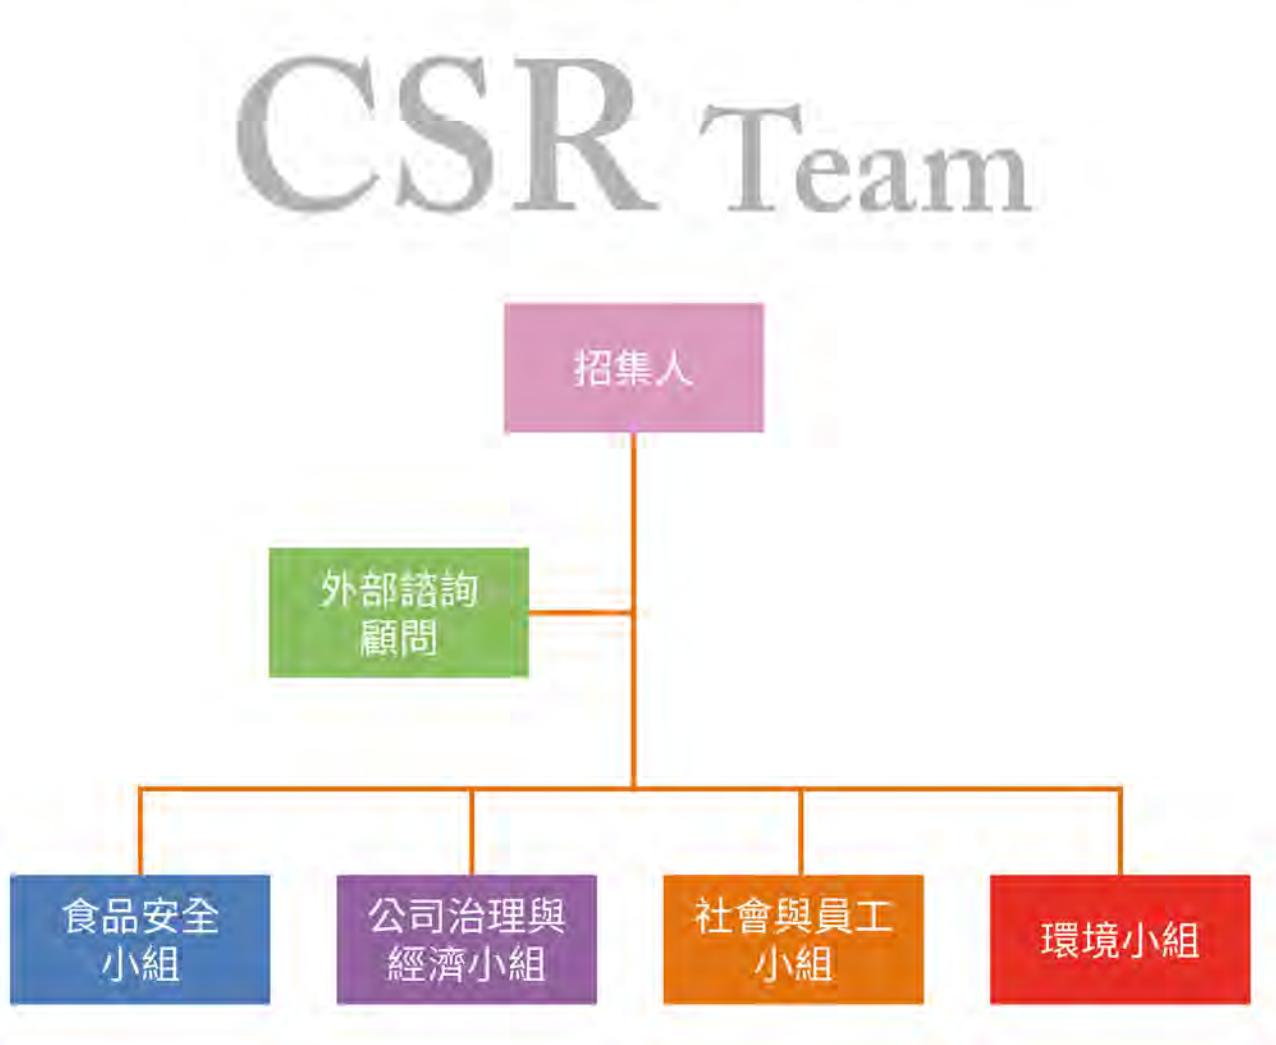 CSR Team
招集人
外部諮詢
顧問
食品安全
小組
公司治理與
經濟小組
社會與員工
小組
環境小組